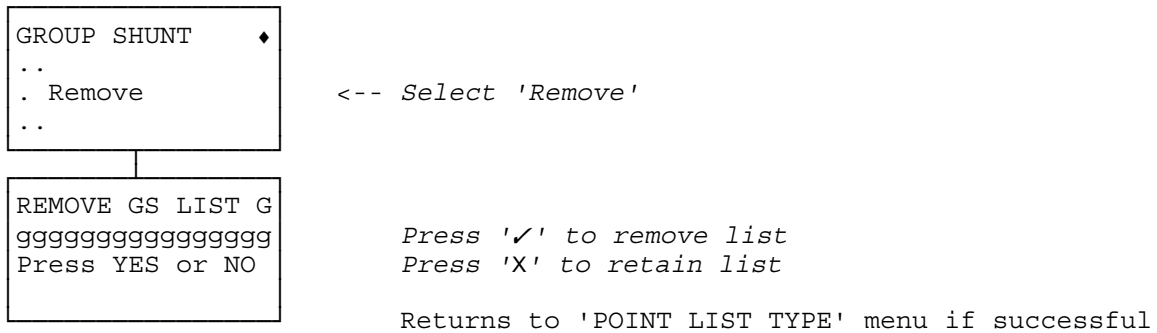 GROUP SHUNT ♦
..
. Remove <-- Select 'Remove'
..
REMOVE GS LIST G
gggggggggggggggg Press '✓' to remove list
Press YES or NO Press 'X' to retain list
Returns to 'POINT LIST TYPE' menu if successful